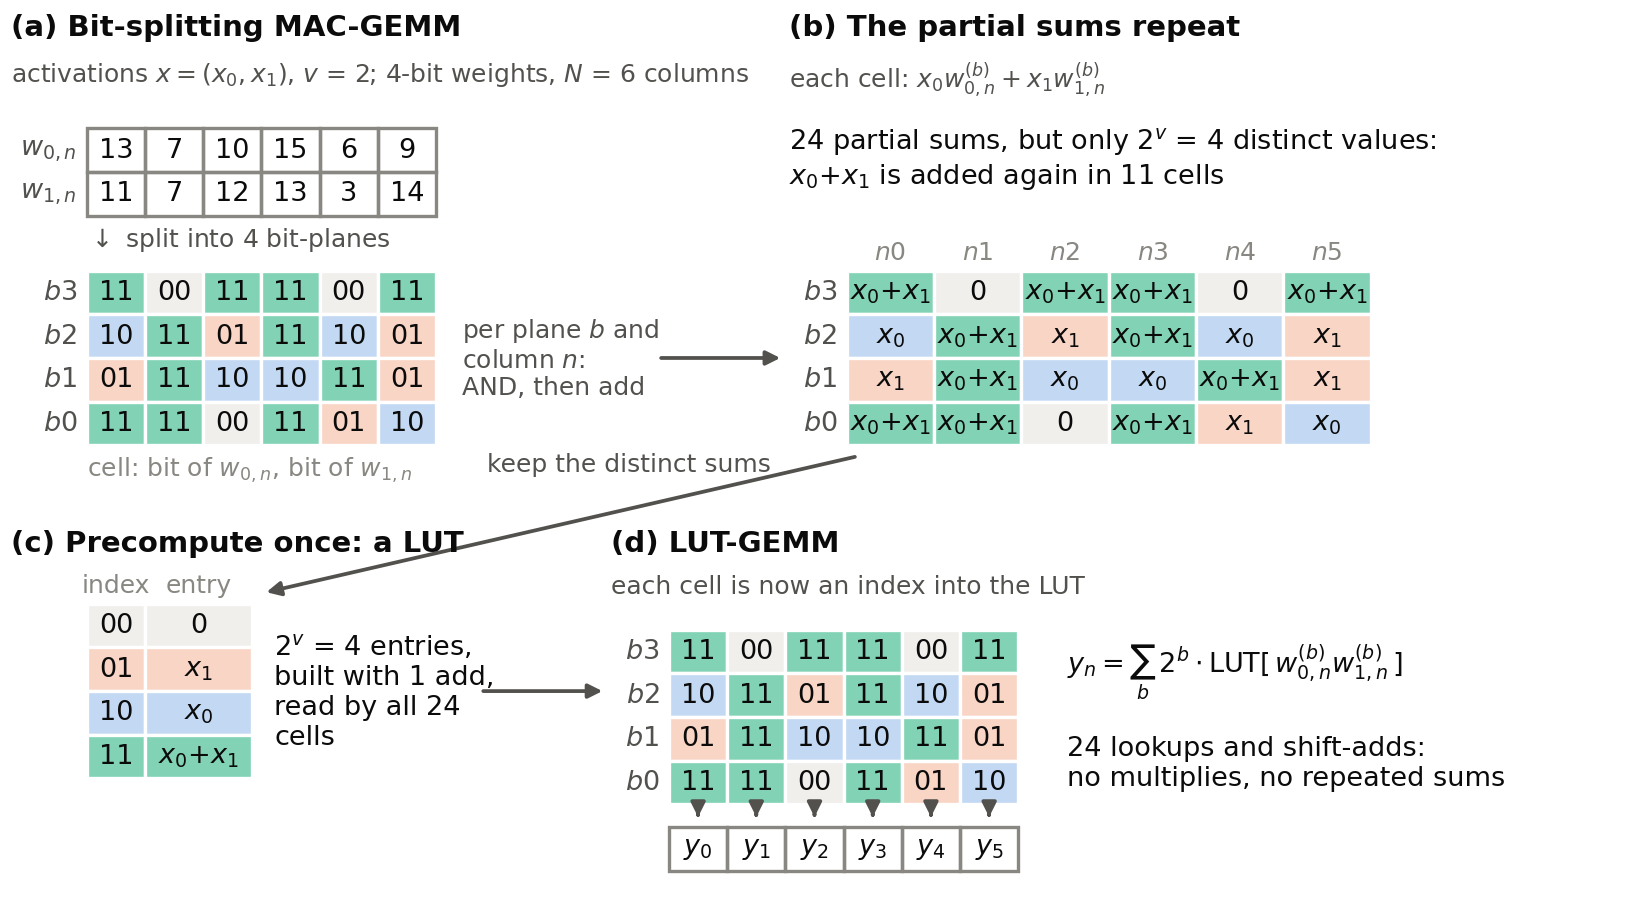 (a) Bit-splitting MAC-GEMM
activations x = (x₀, x₁), v = 2; 4-bit weights, N = 6 columns
w₀,ₙ 13 7 10 15 6 9
w₁,ₙ 11 7 12 13 3 14
↓ split into 4 bit-planes
b3 11 00 11 11 00 11
b2 10 11 01 11 10 01
b1 01 11 10 10 11 01
b0 11 11 00 11 01 10
cell: bit of w₀,ₙ, bit of w₁,ₙ
per plane b and
column n:
AND, then add
(b) The partial sums repeat
each cell: x₀w₀,ₙ⁽ᵇ⁾ + x₁w₁,ₙ⁽ᵇ⁾
24 partial sums, but only 2ᵛ = 4 distinct values:
x₀+x₁ is added again in 11 cells
n0 n1 n2 n3 n4 n5
b3 x₀+x₁ 0 x₀+x₁ x₀+x₁ 0 x₀+x₁
b2 x₀ x₀+x₁ x₁ x₀+x₁ x₀ x₁
b1 x₁ x₀+x₁ x₀ x₀ x₀+x₁ x₁
b0 x₀+x₁ x₀+x₁ 0 x₀+x₁ x₁ x₀
keep the distinct sums
(c) Precompute once: a LUT
index entry
00 0
01 x₁
10 x₀
11 x₀+x₁
2ᵛ = 4 entries,
built with 1 add,
read by all 24
cells
(d) LUT-GEMM
each cell is now an index into the LUT
b3 11 00 11 11 00 11
b2 10 11 01 11 10 01
b1 01 11 10 10 11 01
b0 11 11 00 11 01 10
y₀ y₁ y₂ y₃ y₄ y₅
yₙ = ∑_b 2ᵇ · LUT[ w₀,ₙ⁽ᵇ⁾w₁,ₙ⁽ᵇ⁾ ]
24 lookups and shift-adds:
no multiplies, no repeated sums